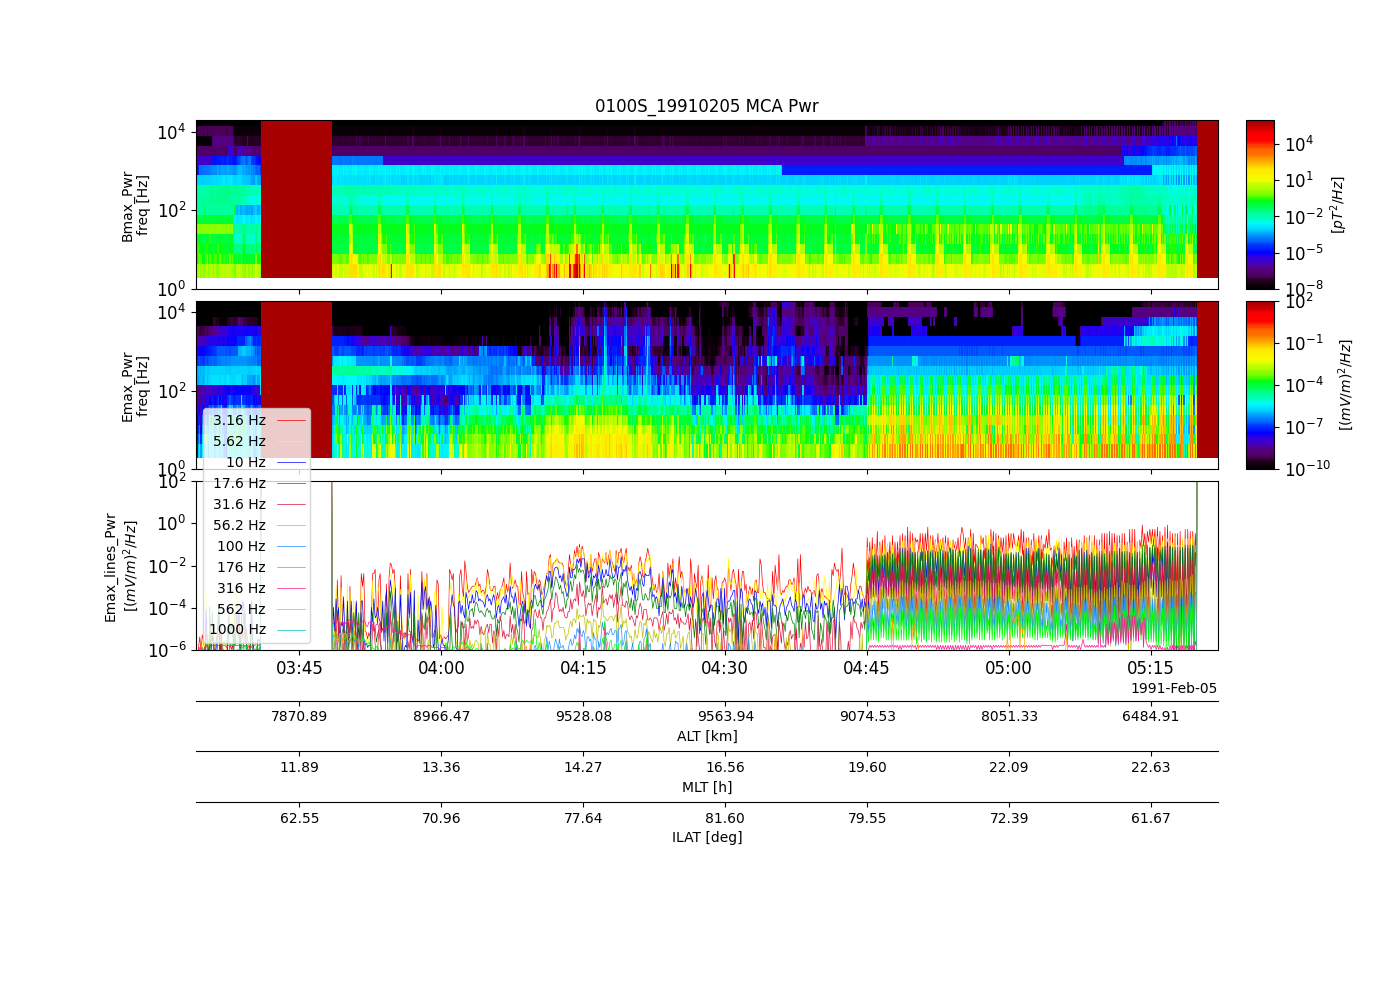 0100S_19910205 MCA Pwr
Bmax_Pwr
freq [Hz]
10^4
10^2
10^0
10^4
10^1
10^-2
10^-5
10^-8
[pT^2/Hz]
Emax_Pwr
freq [Hz]
10^4
10^2
10^0
10^2
10^-1
10^-4
10^-7
10^-10
[(mV/m)^2/Hz]
3.16 Hz
5.62 Hz
10 Hz
17.6 Hz
31.6 Hz
56.2 Hz
100 Hz
176 Hz
316 Hz
562 Hz
1000 Hz
Emax_lines_Pwr
[(mV/m)^2/Hz]
10^2
10^0
10^-2
10^-4
10^-6
03:45 04:00 04:15 04:30 04:45 05:00 05:15
1991-Feb-05
7870.89 8966.47 9528.08 9563.94 9074.53 8051.33 6484.91
ALT [km]
11.89 13.36 14.27 16.56 19.60 22.09 22.63
MLT [h]
62.55 70.96 77.64 81.60 79.55 72.39 61.67
ILAT [deg]